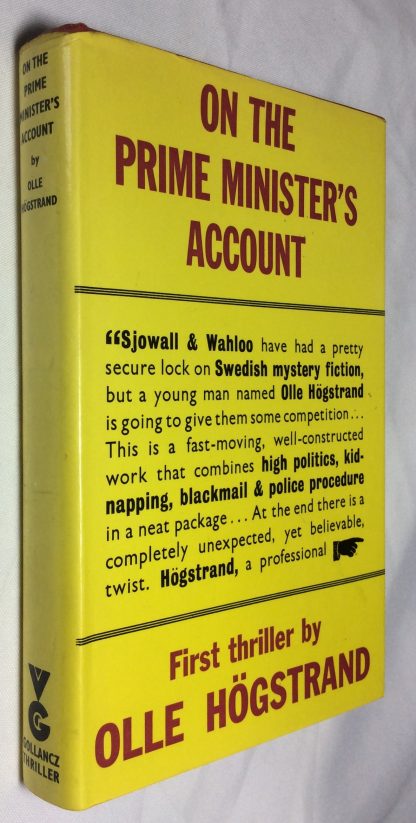 ON THE
PRIME
MINISTER'S
ACCOUNT
by
OLLE
HÖGSTRAND
VG
GOLLANCZ
THRILLER
ON THE
PRIME MINISTER'S
ACCOUNT
“Sjowall & Wahloo have had a pretty
secure lock on Swedish mystery fiction,
but a young man named Olle Högstrand
is going to give them some competition...
This is a fast-moving, well-constructed
work that combines high politics, kid-
napping, blackmail & police procedure
in a neat package ... At the end there is a
completely unexpected, yet believable,
twist. Högstrand, a professional
First thriller by
OLLE HÖGSTRAND